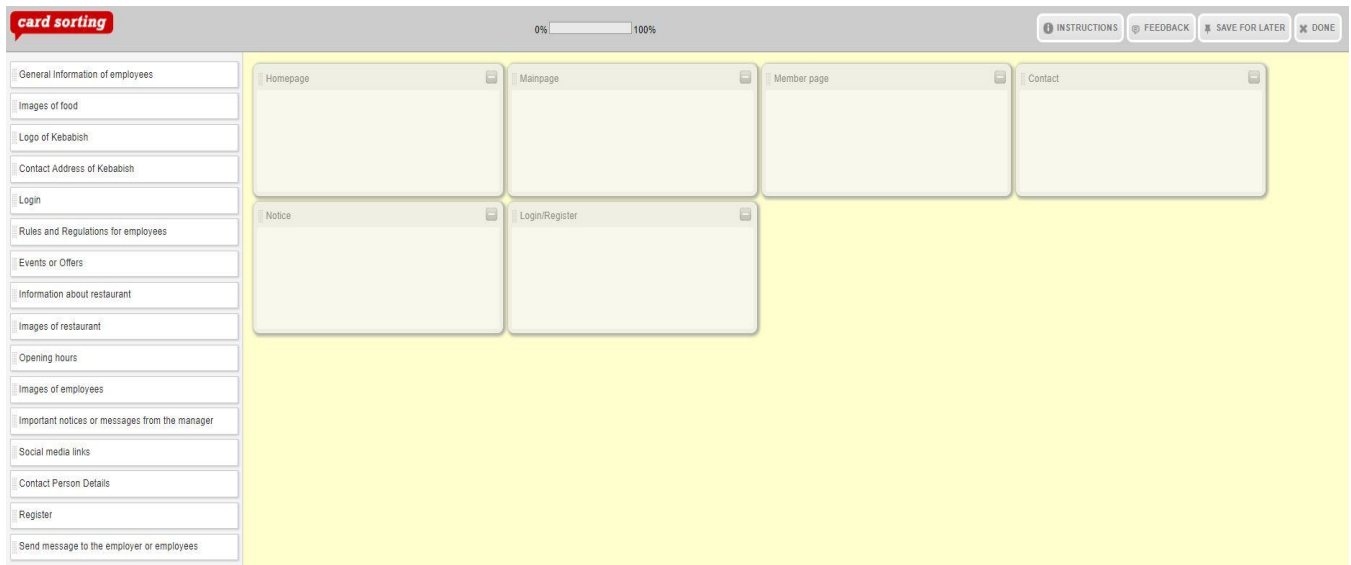 card sorting
0% 100%
INSTRUCTIONS
FEEDBACK
SAVE FOR LATER
DONE
General Information of employees
Images of food
Logo of Kebabish
Contact Address of Kebabish
Login
Rules and Regulations for employees
Events or Offers
Information about restaurant
Images of restaurant
Opening hours
Images of employees
Important notices or messages from the manager
Social media links
Contact Person Details
Register
Send message to the employer or employees
Homepage
Mainpage
Member page
Contact
Notice
Login/Register